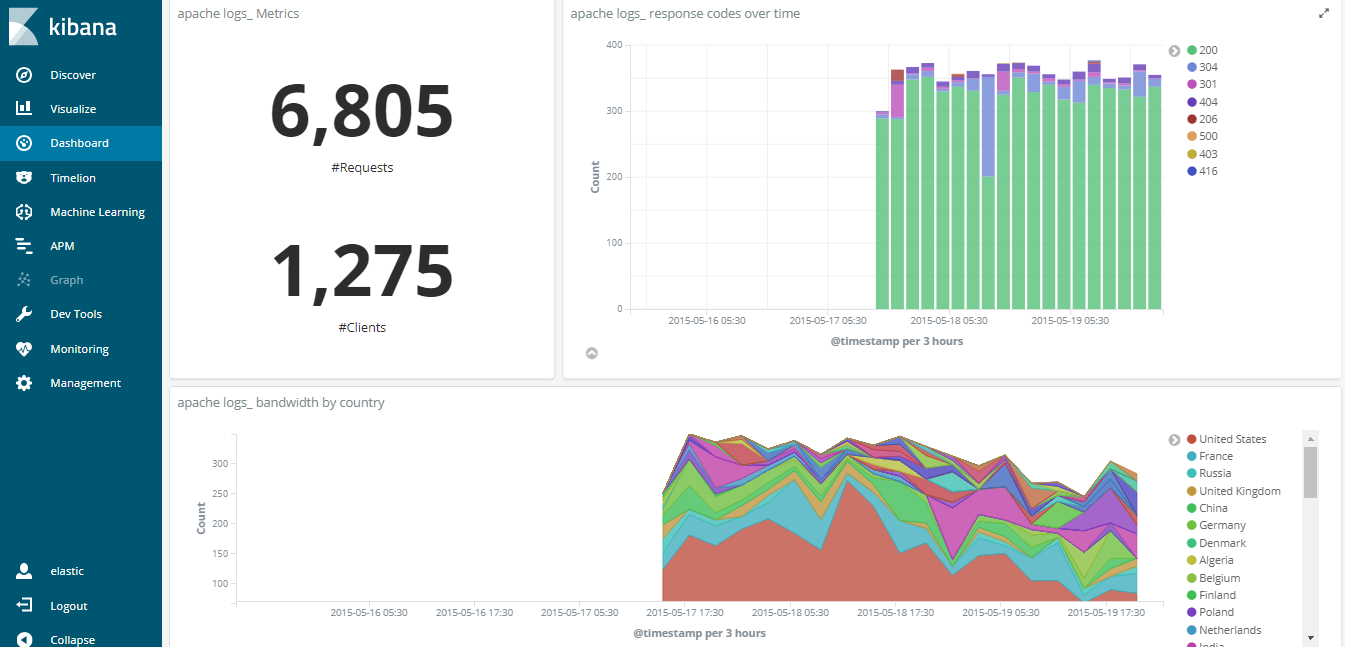 kibana
Discover
Visualize
Dashboard
Timelion
Machine Learning
APM
Graph
Dev Tools
Monitoring
Management
elastic
Logout
Collapse
apache logs_ Metrics
6,805
#Requests
1,275
#Clients
apache logs_ response codes over time
400
300
200
100
0
Count
2015-05-16 05:30 2015-05-17 05:30 2015-05-18 05:30 2015-05-19 05:30
@timestamp per 3 hours
200
304
301
404
206
500
403
416
apache logs_ bandwidth by country
300
250
200
150
100
Count
2015-05-16 05:30 2015-05-16 17:30 2015-05-17 05:30 2015-05-17 17:30 2015-05-18 05:30 2015-05-18 17:30 2015-05-19 05:30 2015-05-19 17:30
@timestamp per 3 hours
United States
France
Russia
United Kingdom
China
Germany
Denmark
Algeria
Belgium
Finland
Poland
Netherlands
India